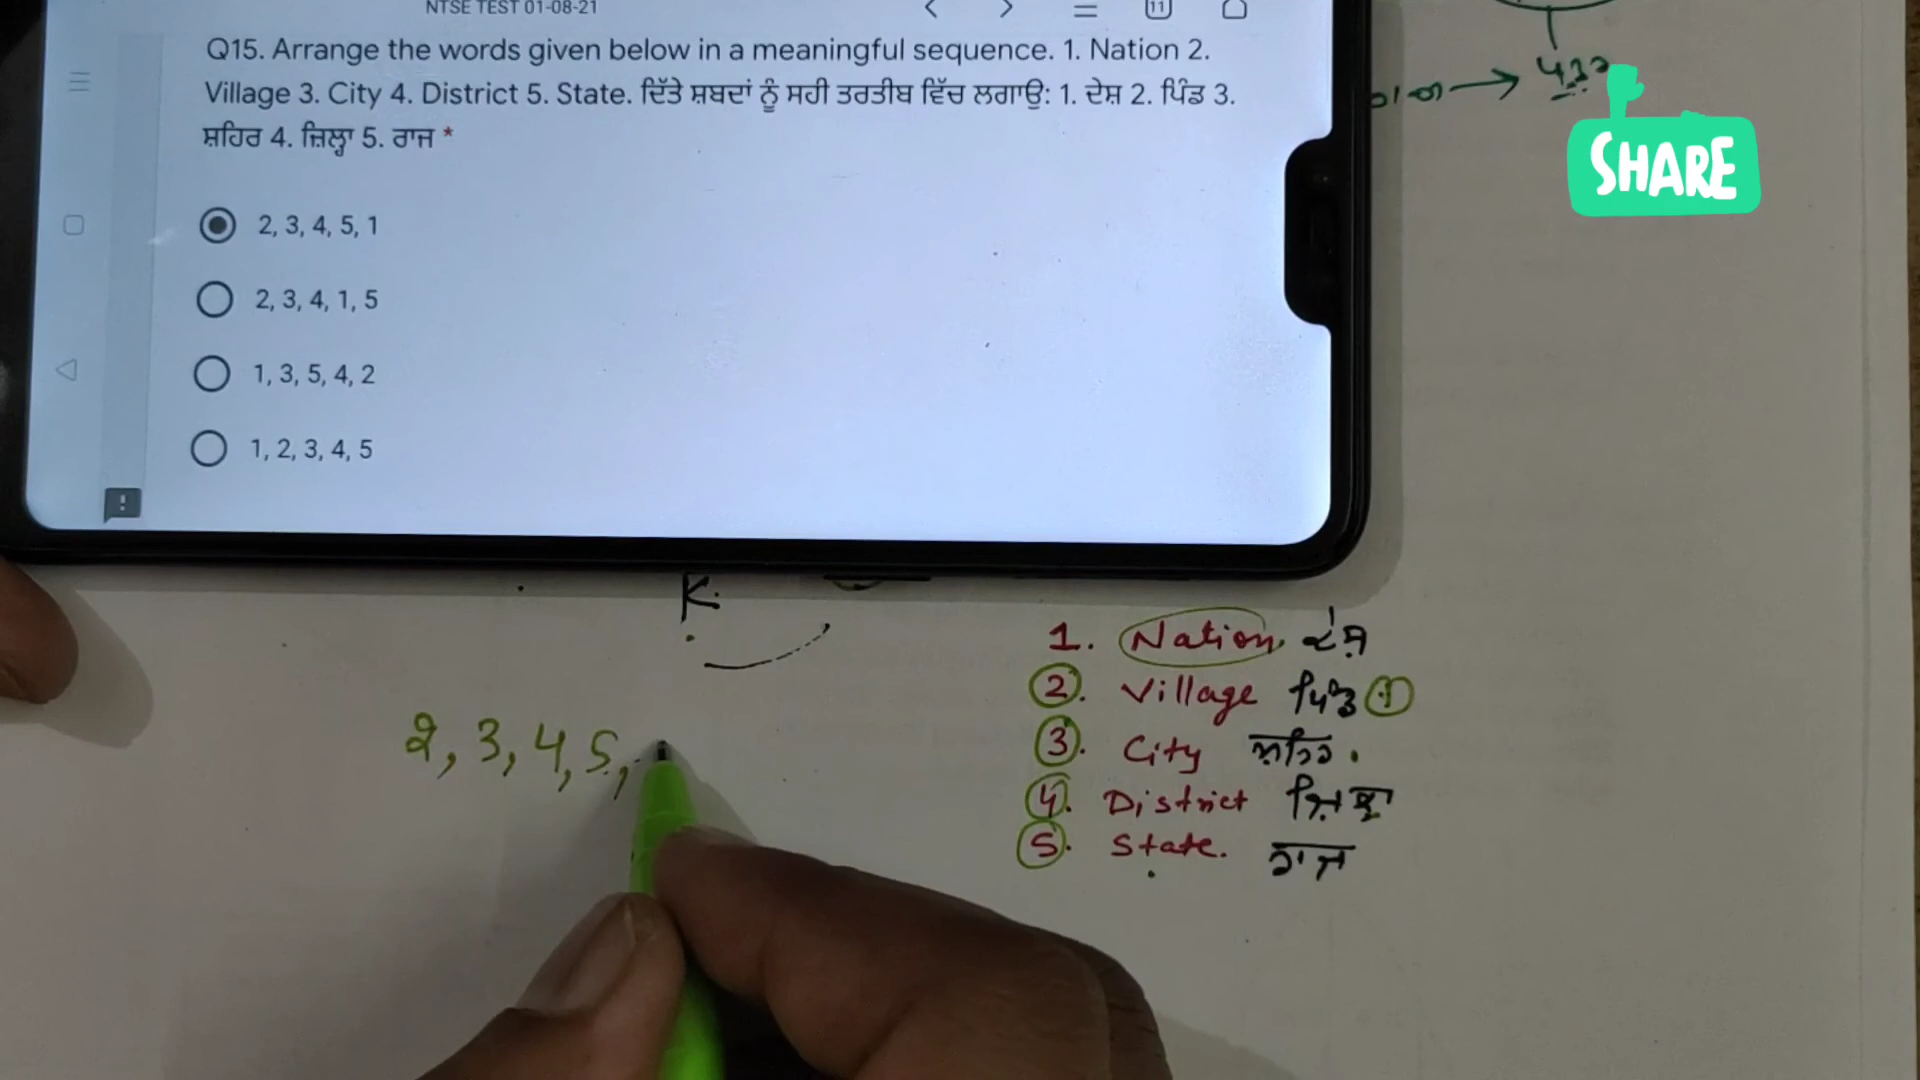 NTSE TEST 01-08-21
11
Q15. Arrange the words given below in a meaningful sequence. 1. Nation 2.
Village 3. City 4. District 5. State. ਦਿੱਤੇ ਸ਼ਬਦਾਂ ਨੂੰ ਸਹੀ ਤਰਤੀਬ ਵਿੱਚ ਲਗਾਉ: 1. ਦੇਸ਼ 2. ਪਿੰਡ 3.
ਸ਼ਹਿਰ 4. ਜ਼ਿਲ੍ਹਾ 5. ਰਾਜ *
2, 3, 4, 5, 1
2, 3, 4, 1, 5
1, 3, 5, 4, 2
1, 2, 3, 4, 5
SHARE
K
1. Nation ਦੇਸ਼
2. Village ਪਿੰਡ 1
3. City ਸ਼ਹਿਰ.
4. District ਜ਼ਿਲ੍ਹਾ
5. State. ਰਾਜ
2, 3, 4, 5,